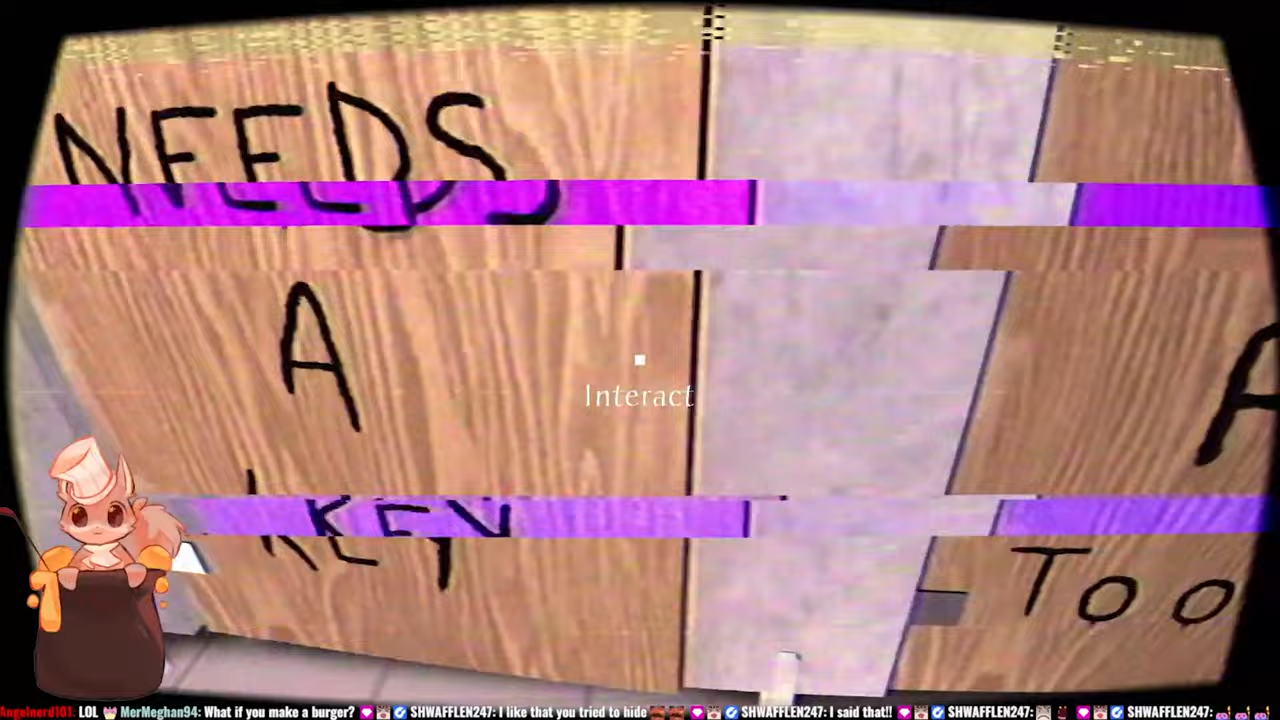 NEEDS
A
KEY
A
Too
Interact
Angelnerd101: LOL MerMeghan94: What if you make a burger? SHWAFFLEN247: I like that you tried to hide SHWAFFLEN247: I said that!! SHWAFFLEN247: SHWAFFLEN247: